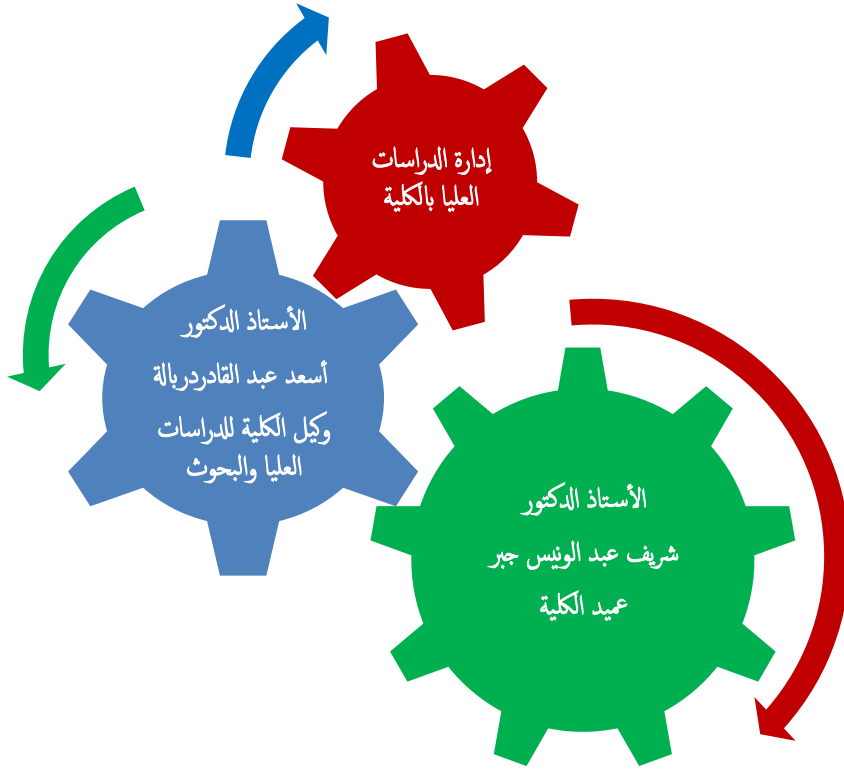 إدارة الدراسات
العليا بالكلية
الأستاذ الدكتور
أسعد عبد القادردربالة
وكيل الكلية للدراسات
العليا والبحوث
الأستاذ الدكتور
شريف عبد الونيس جبر
عميد الكلية